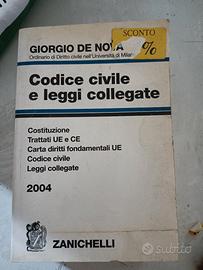 GIORGIO DE NOVA
SCONTO
%
Ordinario di Diritto civile nell'Università di Milano
Codice civile
e leggi collegate
Costituzione
Trattati UE e CE
Carta diritti fondamentali UE
Codice civile
Leggi collegate
2004
ZANICHELLI
subito